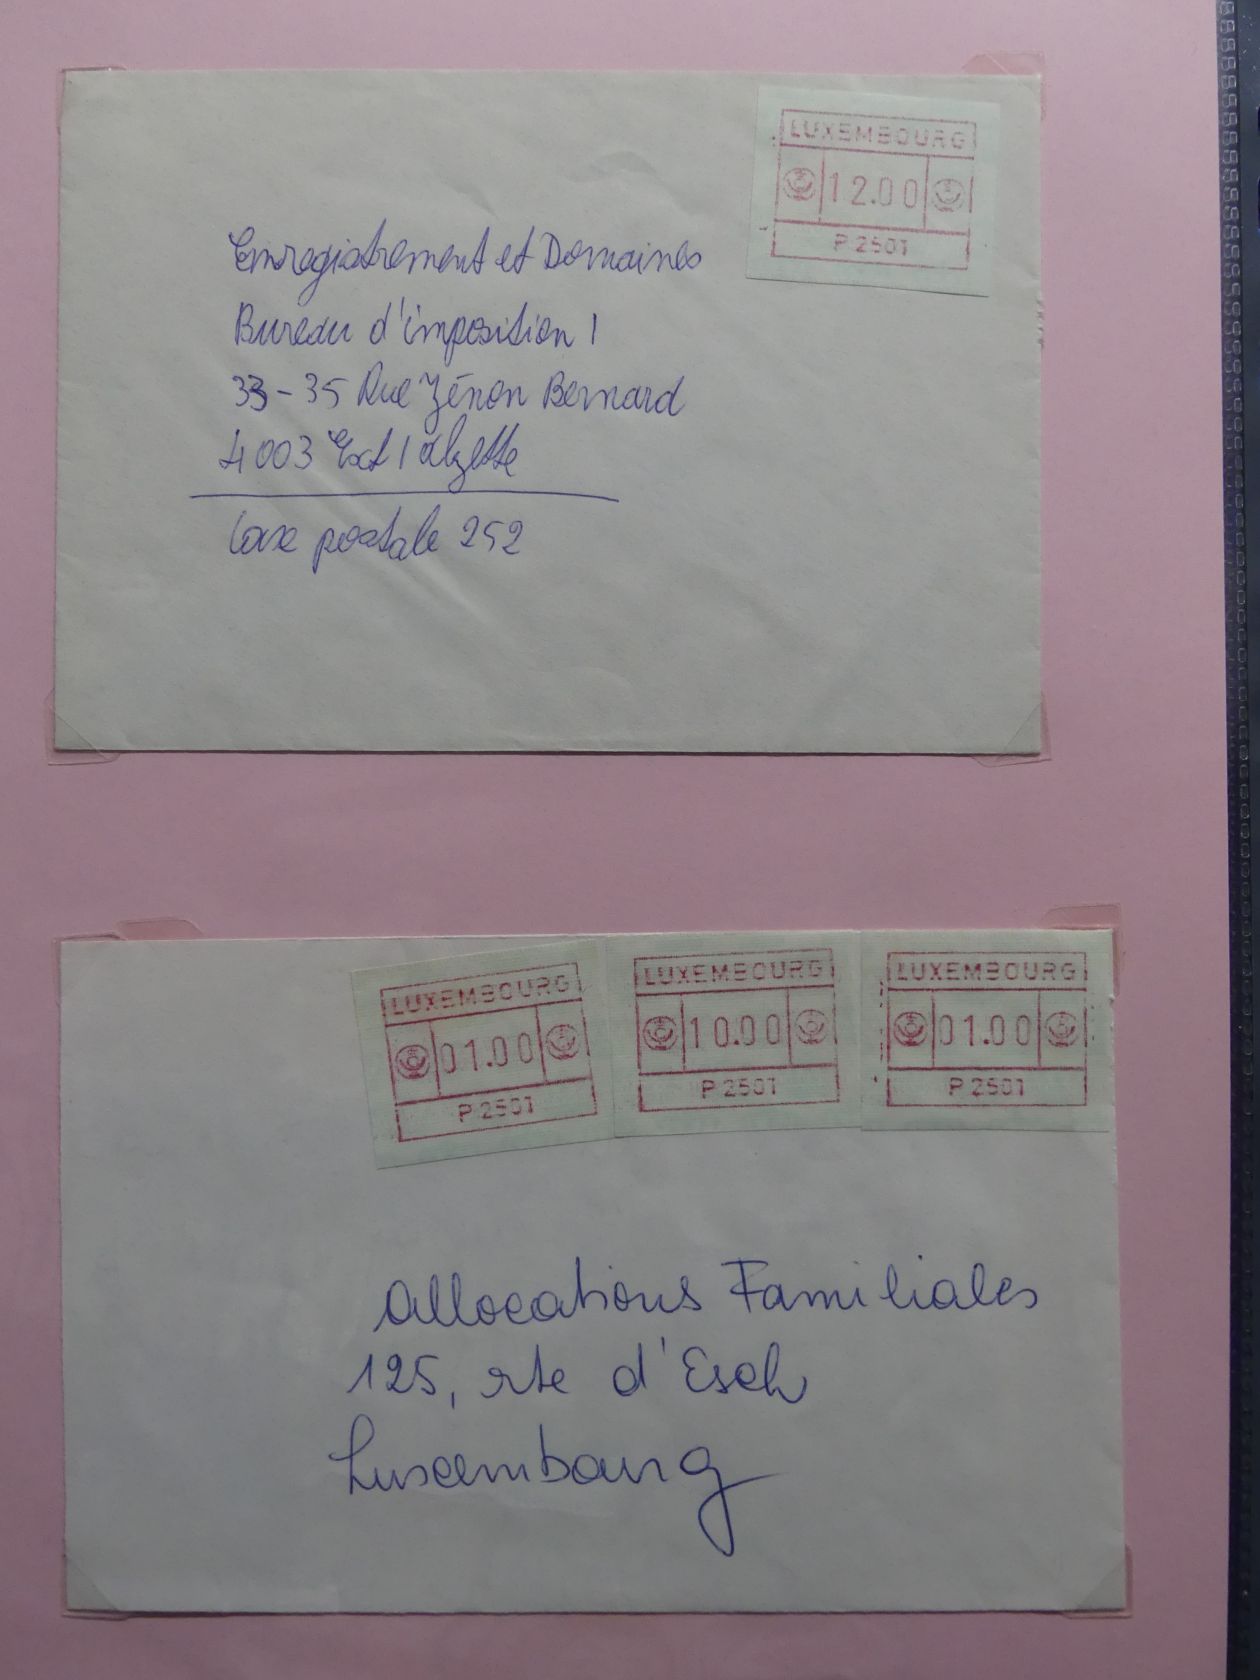 LUXEMBOURG
12.00
P 2501
Enregistrement et Domaines
Bureau d'imposition 1
33-35 Rue Zénon Bernard
4003 Esch / Alzette
Case postale 252
LUXEMBOURG
01.00
P 2501
LUXEMBOURG
10.00
P 2501
LUXEMBOURG
01.00
P 2501
Allocations Familiales
125, rte d'Esch
Luxembourg